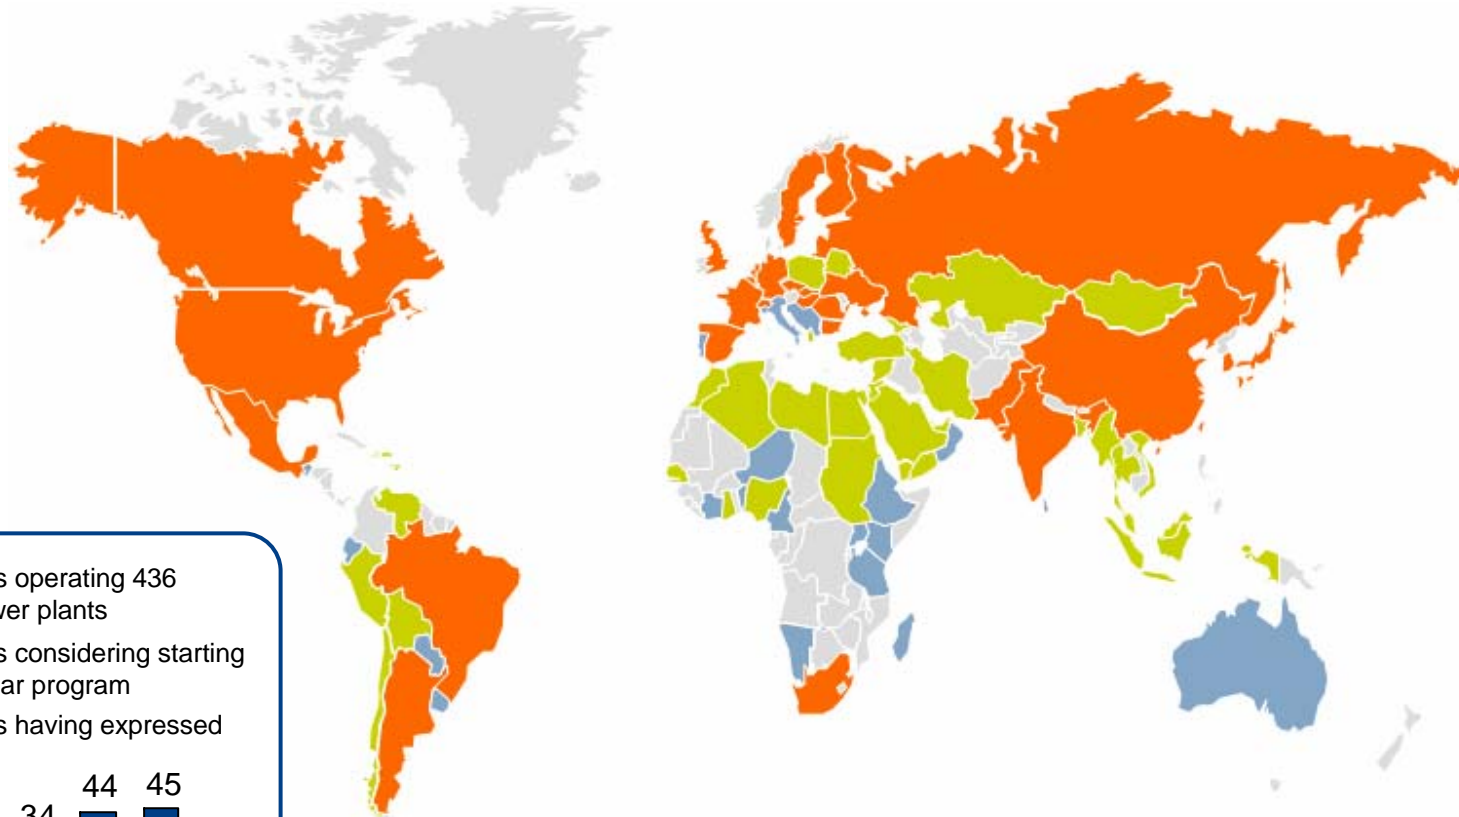 s operating 436
wer plants
s considering starting
ar program
s having expressed
44 45
34